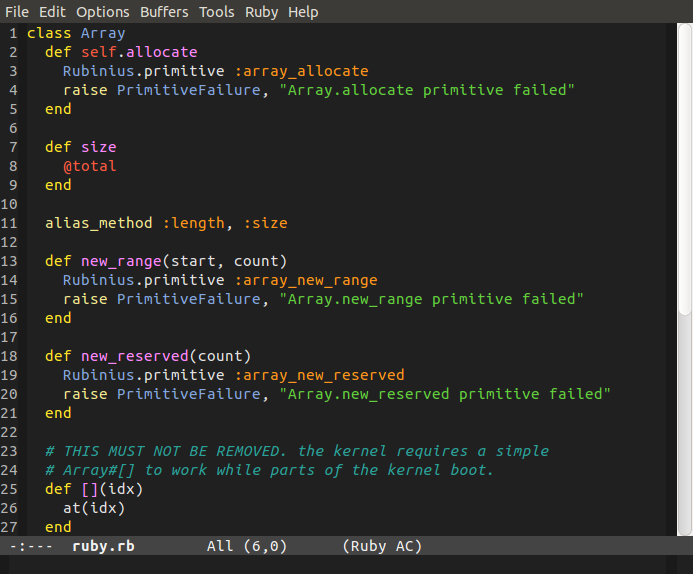 File Edit Options Buffers Tools Ruby Help
1 class Array
2   def self.allocate
3     Rubinius.primitive :array_allocate
4     raise PrimitiveFailure, "Array.allocate primitive failed"
5   end
6
7   def size
8     @total
9   end
10
11   alias_method :length, :size
12
13   def new_range(start, count)
14     Rubinius.primitive :array_new_range
15     raise PrimitiveFailure, "Array.new_range primitive failed"
16   end
17
18   def new_reserved(count)
19     Rubinius.primitive :array_new_reserved
20     raise PrimitiveFailure, "Array.new_reserved primitive failed"
21   end
22
23   # THIS MUST NOT BE REMOVED. the kernel requires a simple
24   # Array#[] to work while parts of the kernel boot.
25   def [](idx)
26     at(idx)
27   end
-:---  ruby.rb        All (6,0)      (Ruby AC)